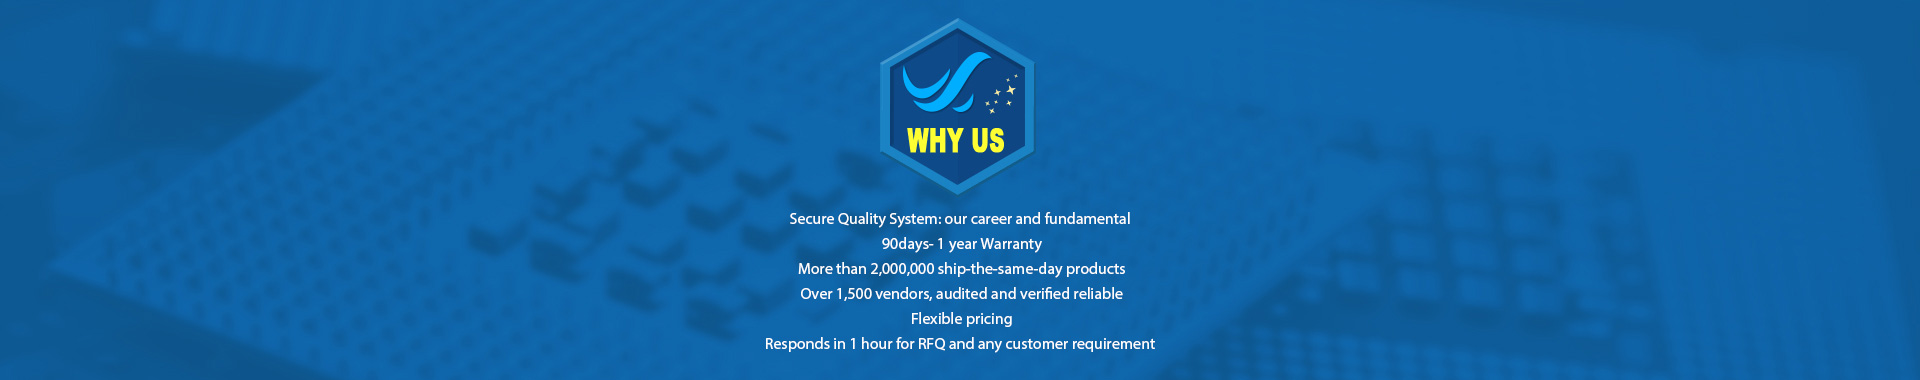 WHY US
Secure Quality System: our career and fundamental
90days- 1 year Warranty
More than 2,000,000 ship-the-same-day products
Over 1,500 vendors, audited and verified reliable
Flexible pricing
Responds in 1 hour for RFQ and any customer requirement